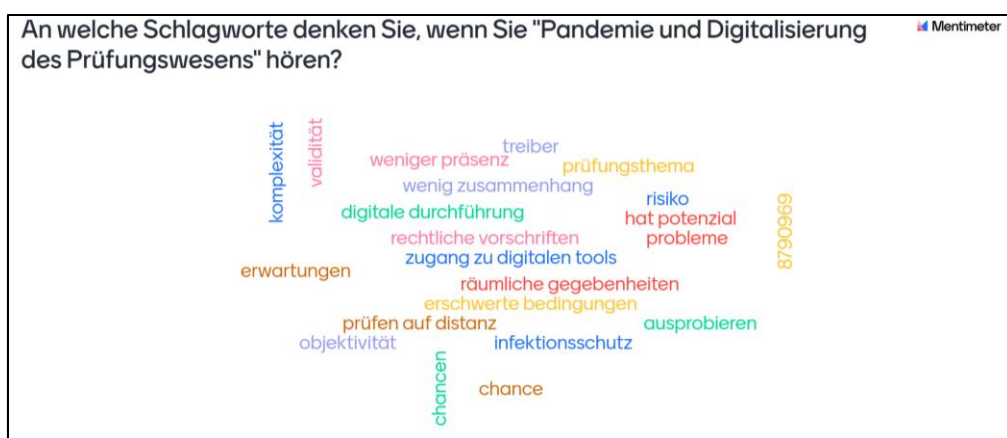 An welche Schlagworte denken Sie, wenn Sie "Pandemie und Digitalisierung
des Prüfungswesens" hören?
Mentimeter
komplexität
validität
treiber
weniger präsenz
prüfungsthema
wenig zusammenhang
risiko
digitale durchführung
hat potenzial
8790969
rechtliche vorschriften
probleme
zugang zu digitalen tools
erwartungen
räumliche gegebenheiten
erschwerte bedingungen
prüfen auf distanz
ausprobieren
objektivität
infektionsschutz
chancen
chance